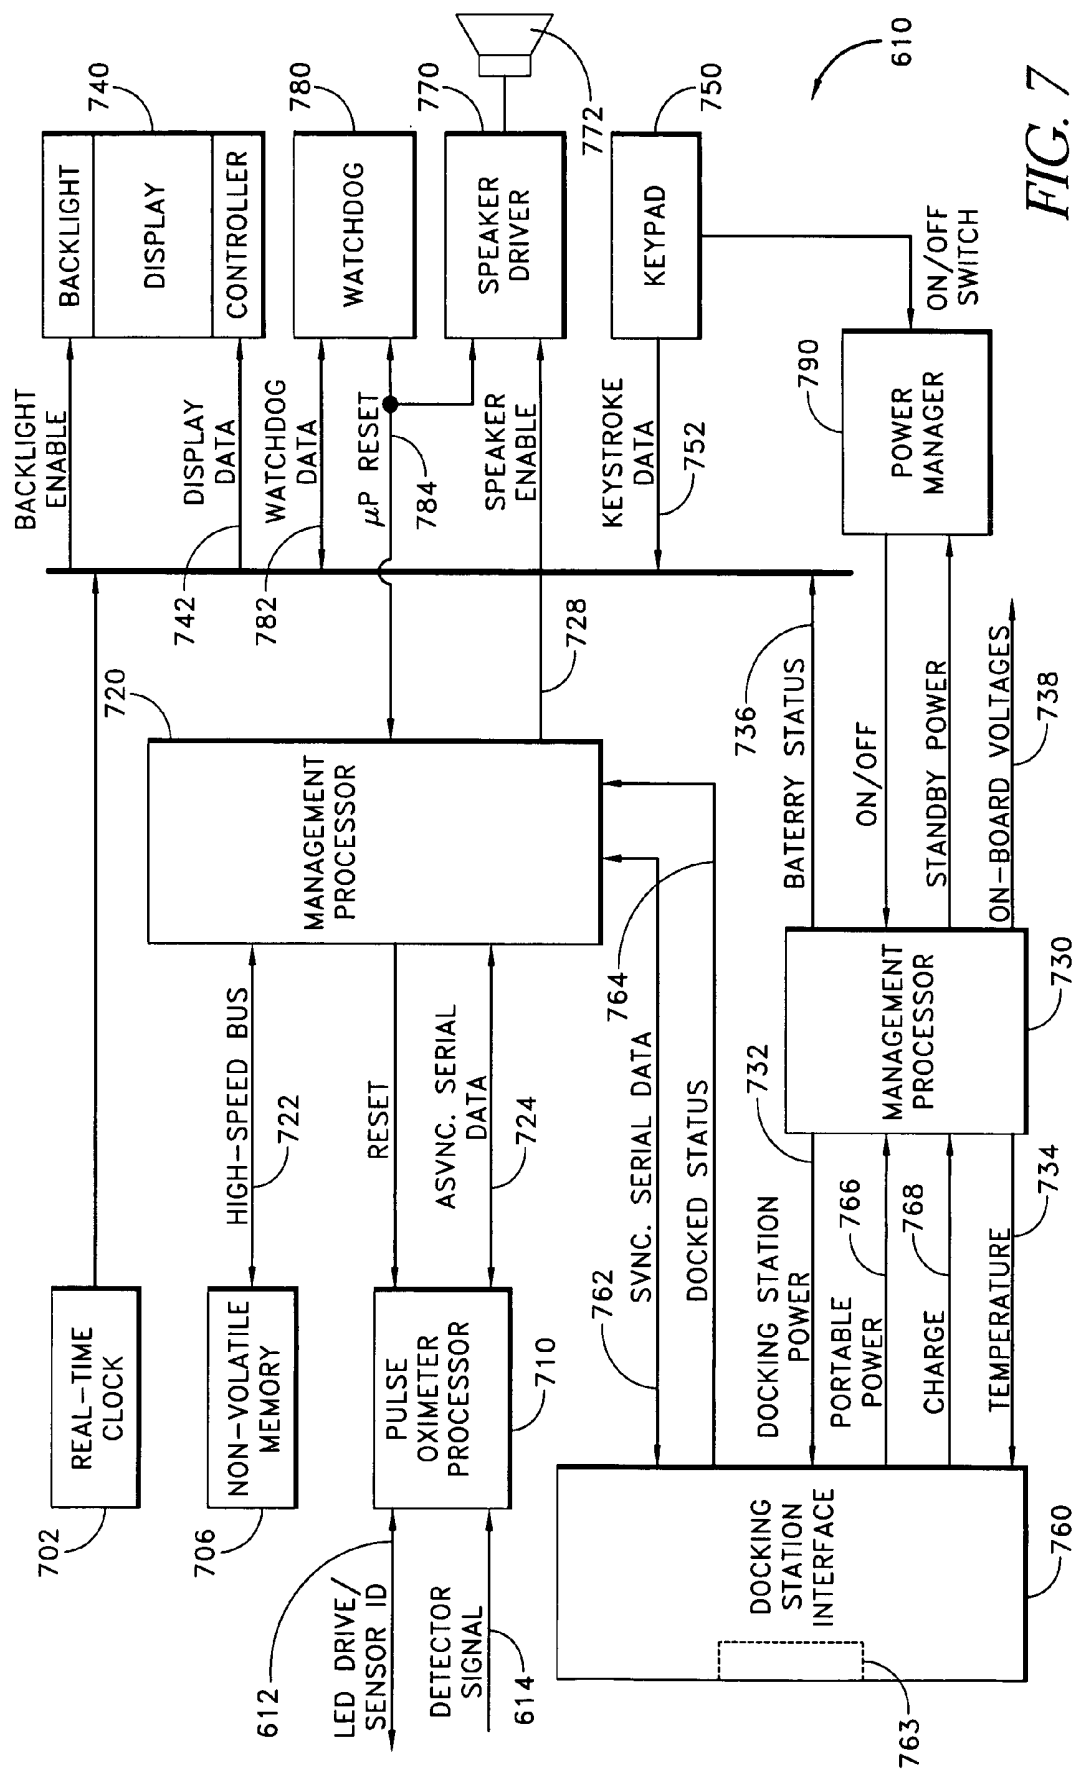 702
REAL-TIME
CLOCK
706
NON-VOLATILE
MEMORY
HIGH-SPEED BUS
722
612
LED DRIVE/
SENSOR ID
DETECTOR
SIGNAL
614
PULSE
OXIMETER
PROCESSOR
710
RESET
ASVNC. SERIAL
DATA
724
720
MANAGEMENT
PROCESSOR
728
BACKLIGHT
ENABLE
742
DISPLAY
DATA
782
WATCHDOG
DATA
µP RESET
784
SPEAKER
ENABLE
KEYSTROKE
DATA
752
740
BACKLIGHT
DISPLAY
CONTROLLER
780
WATCHDOG
770
SPEAKER
DRIVER
772
750
KEYPAD
ON/OFF
SWITCH
790
POWER
MANAGER
610
762
SVNC. SERIAL DATA
764
DOCKED STATUS
DOCKING
STATION
INTERFACE
760
763
732
DOCKING STATION
POWER
PORTABLE
POWER
766
CHARGE
768
TEMPERATURE
734
MANAGEMENT
PROCESSOR
730
736
BATERRY STATUS
ON/OFF
STANDBY POWER
ON-BOARD VOLTAGES
738
FIG. 7